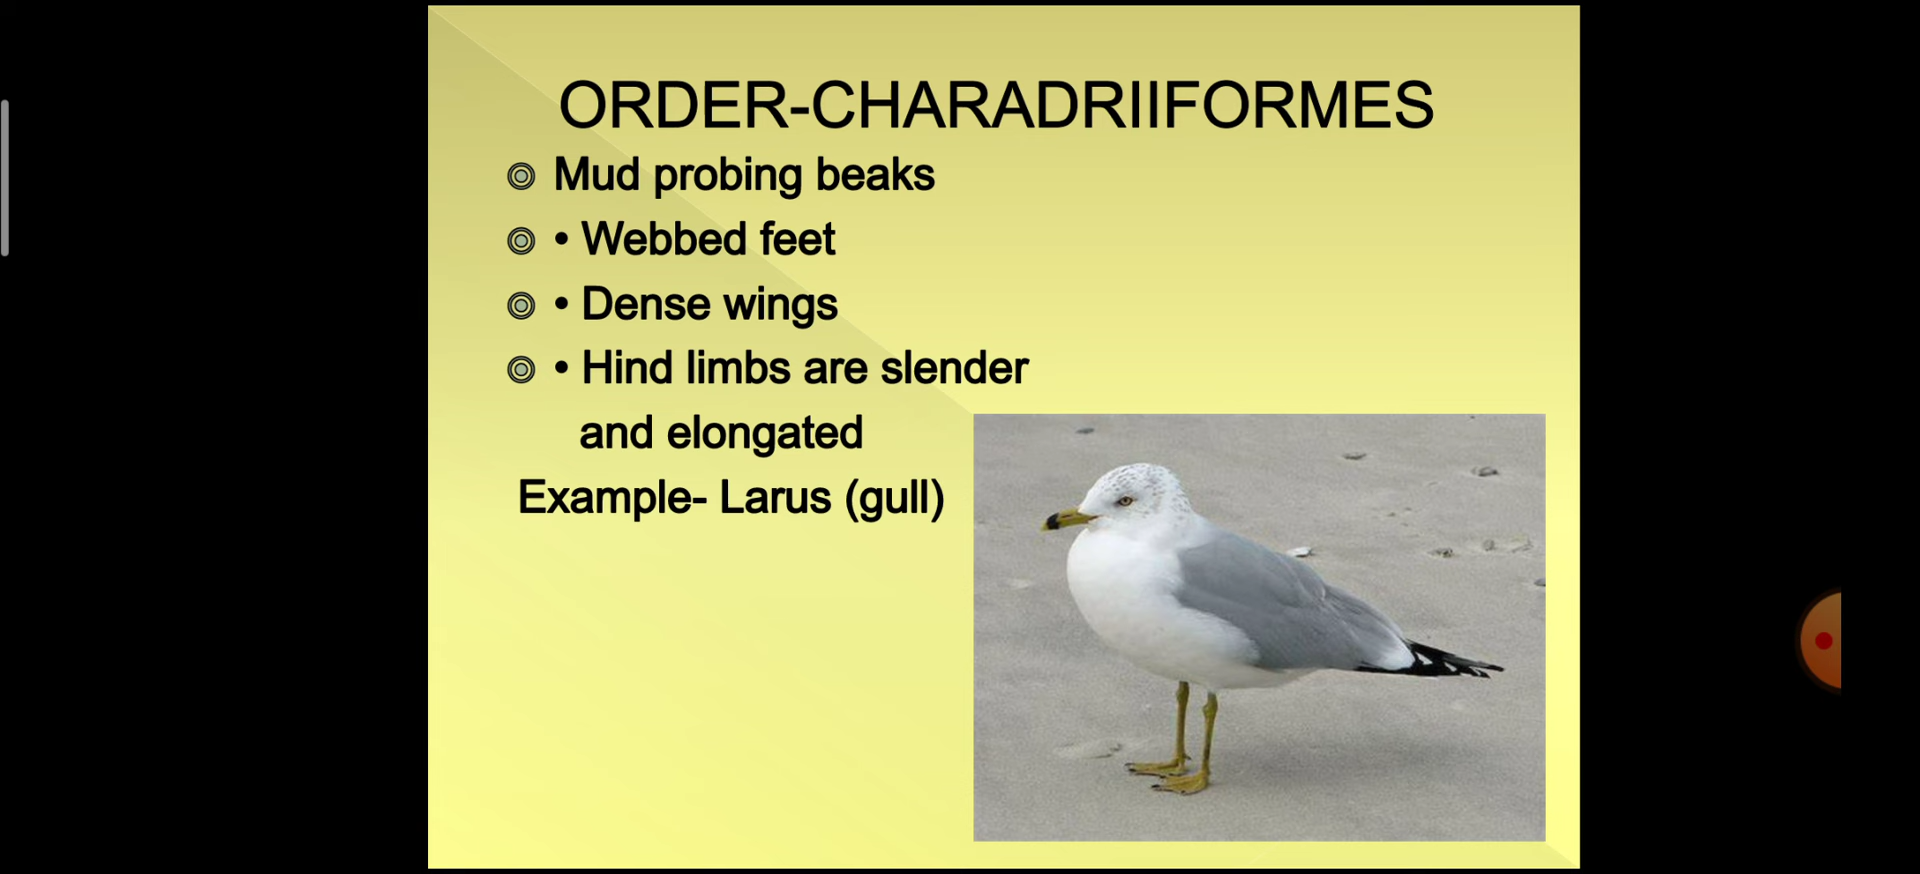 ORDER-CHARADRIIFORMES
Mud probing beaks
• Webbed feet
• Dense wings
• Hind limbs are slender
and elongated
Example- Larus (gull)